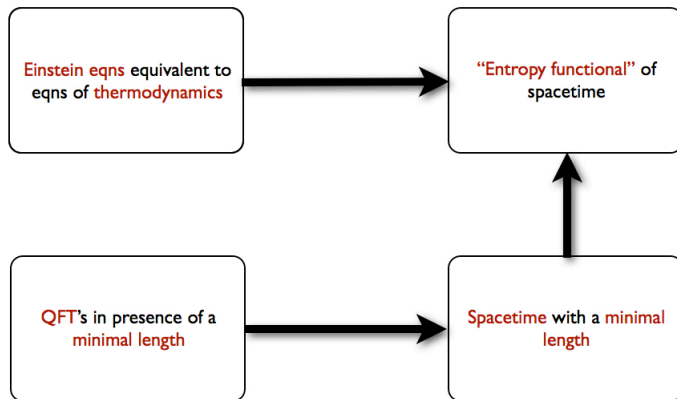 Einstein eqns equivalent to
eqns of thermodynamics
“Entropy functional” of
spacetime
QFT's in presence of a
minimal length
Spacetime with a minimal
length